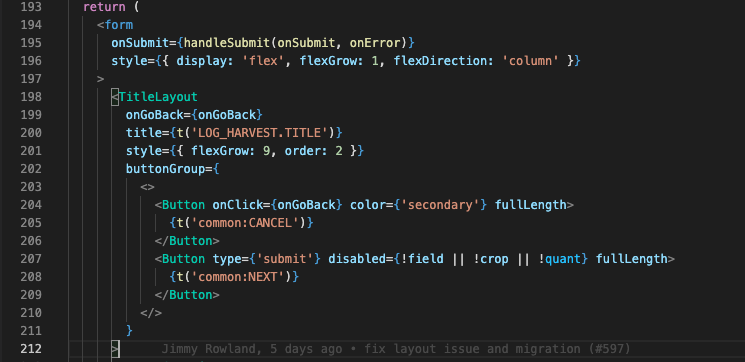 193 return (
194 <form
195 onSubmit={handleSubmit(onSubmit, onError)}
196 style={{ display: 'flex', flexGrow: 1, flexDirection: 'column' }}
197 >
198 <TitleLayout
199 onGoBack={onGoBack}
200 title={t('LOG_HARVEST.TITLE')}
201 style={{ flexGrow: 9, order: 2 }}
202 buttonGroup={
203 <>
204 <Button onClick={onGoBack} color={'secondary'} fullLength>
205 {t('common:CANCEL')}
206 </Button>
207 <Button type={'submit'} disabled={!field || !crop || !quant} fullLength>
208 {t('common:NEXT')}
209 </Button>
210 </>
211 }
212 > Jimmy Rowland, 5 days ago • fix layout issue and migration (#597)